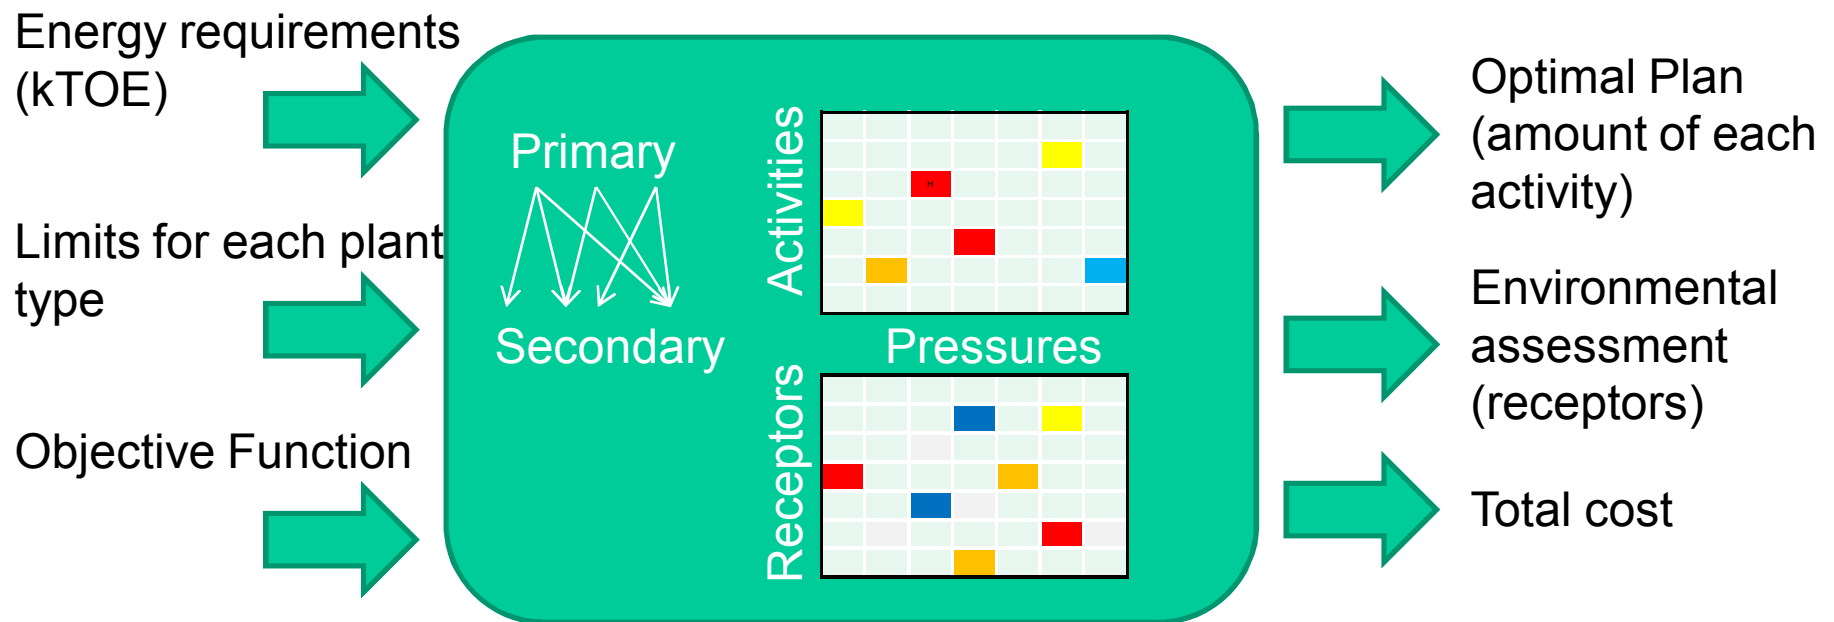 Energy requirements
(kTOE)
Limits for each plant
type
Objective Function
Primary
Secondary
Activities
H
Pressures
Receptors
Optimal Plan
(amount of each
activity)
Environmental
assessment
(receptors)
Total cost